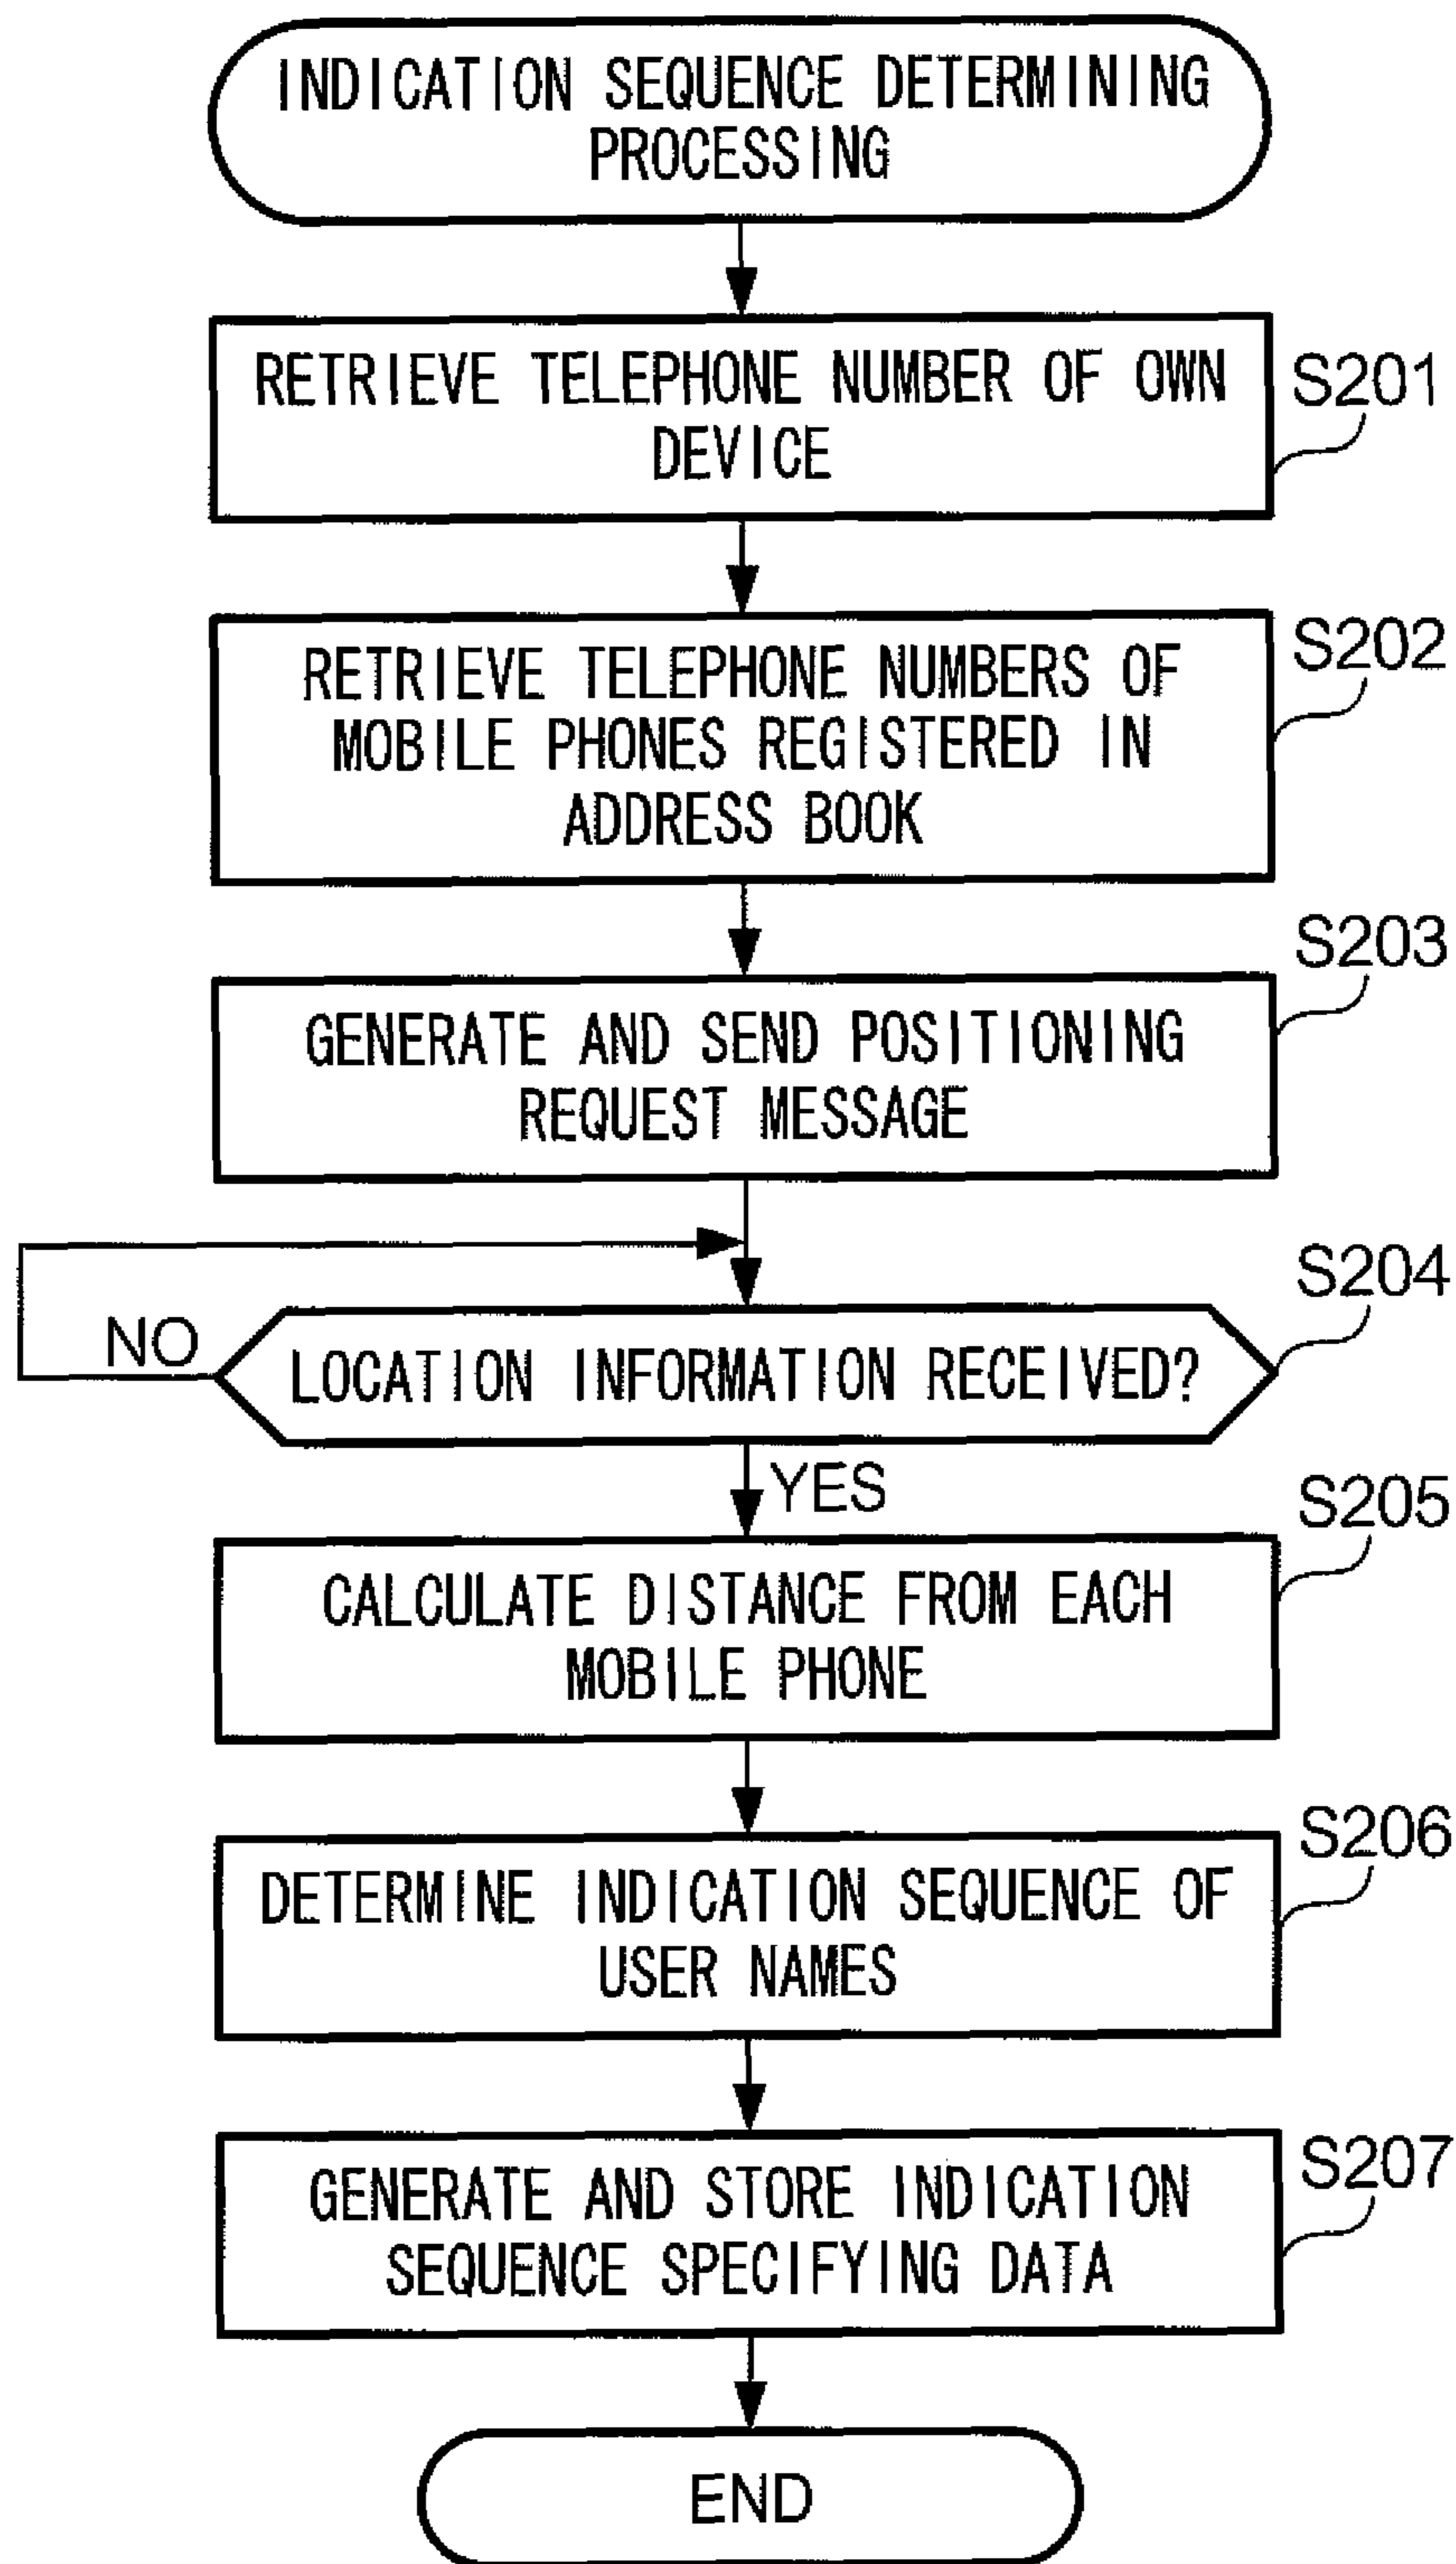 INDICATION SEQUENCE DETERMINING
PROCESSING
RETRIEVE TELEPHONE NUMBER OF OWN
DEVICE
S201
RETRIEVE TELEPHONE NUMBERS OF
MOBILE PHONES REGISTERED IN
ADDRESS BOOK
S202
GENERATE AND SEND POSITIONING
REQUEST MESSAGE
S203
NO
LOCATION INFORMATION RECEIVED?
S204
YES
CALCULATE DISTANCE FROM EACH
MOBILE PHONE
S205
DETERMINE INDICATION SEQUENCE OF
USER NAMES
S206
GENERATE AND STORE INDICATION
SEQUENCE SPECIFYING DATA
S207
END